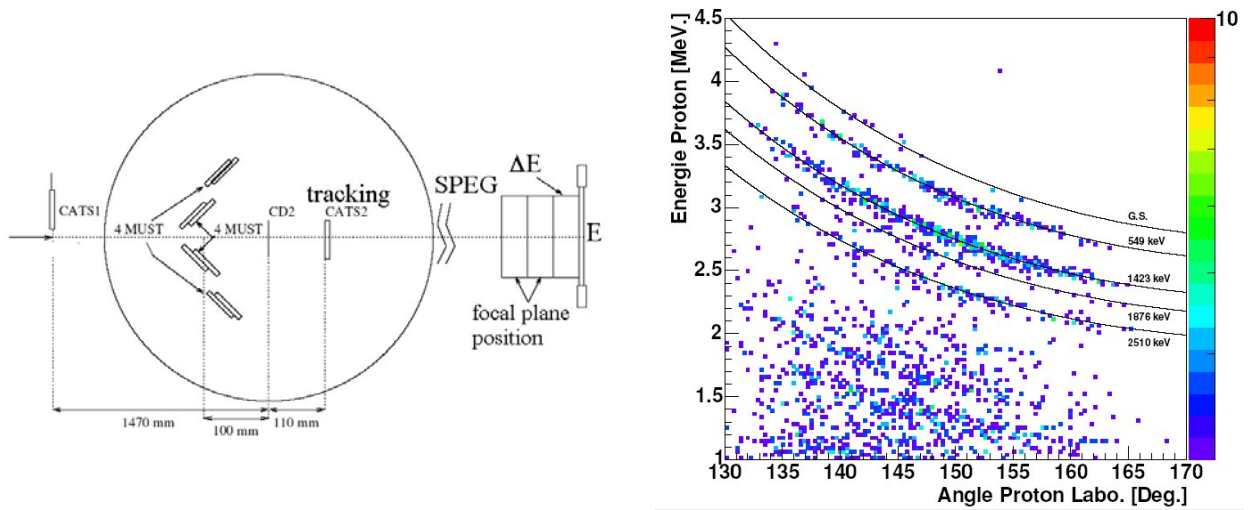 CATS1
4 MUST
4 MUST
CD2
tracking
CATS2
SPEG
ΔE
E
focal plane
position
1470 mm
100 mm
110 mm
Energie Proton [MeV.]
4.5
4
3.5
3
2.5
2
1.5
1
G.S.
549 keV
1423 keV
1876 keV
2510 keV
130 135 140 145 150 155 160 165 170
Angle Proton Labo. [Deg.]
10